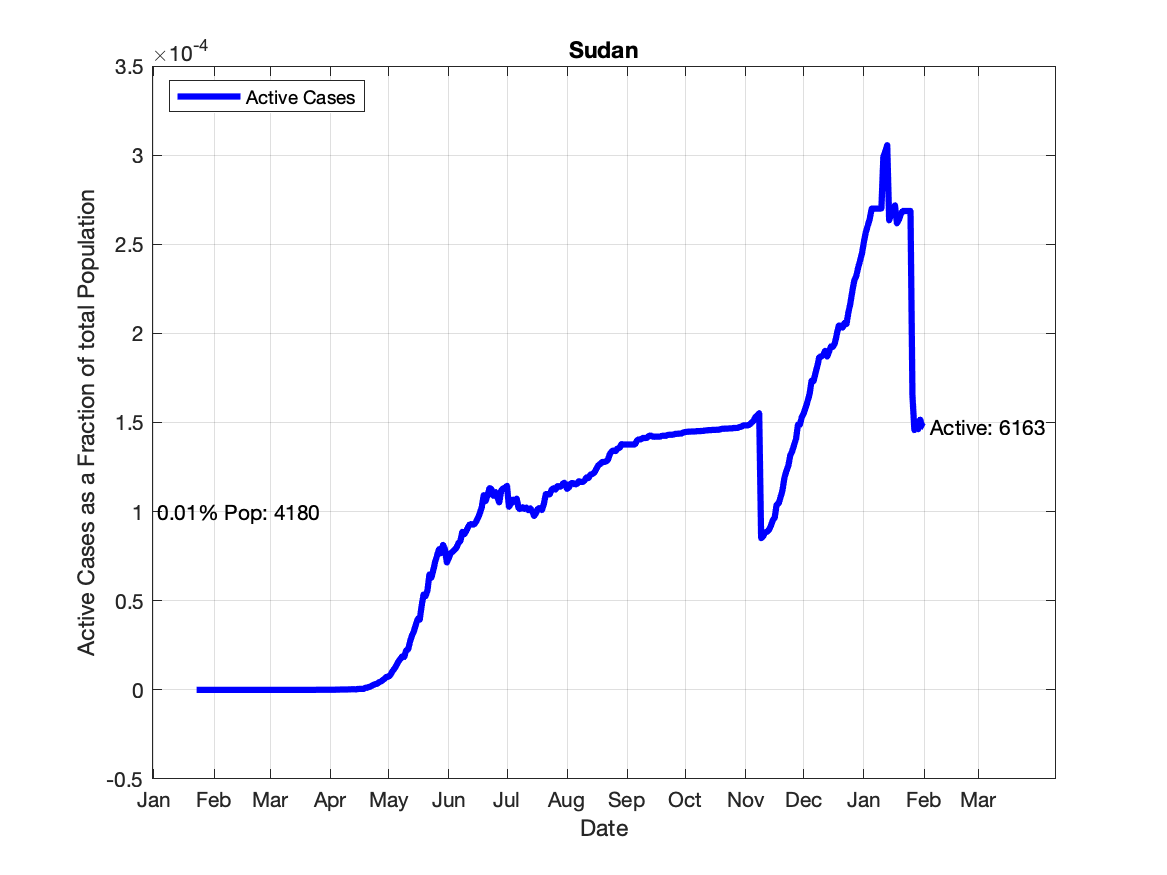 Sudan
×10^-4
3.5
3
2.5
2
1.5
1
0.5
0
-0.5
Active Cases
Active Cases as a Fraction of total Population
0.01% Pop: 4180
Active: 6163
Jan Feb Mar Apr May Jun Jul Aug Sep Oct Nov Dec Jan Feb Mar
Date